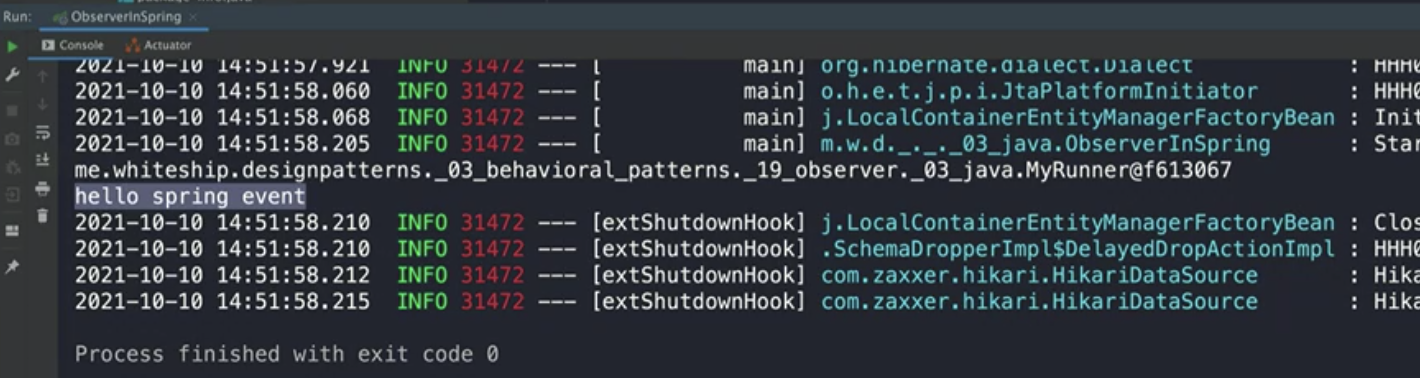 Run: ObserverInSpring ×
Console Actuator
2021-10-10 14:51:57.921 INFO 31472 --- [ main] org.hibernate.dialect.Dialect : HHH0
2021-10-10 14:51:58.060 INFO 31472 --- [ main] o.h.e.t.j.p.i.JtaPlatformInitiator : HHH0
2021-10-10 14:51:58.068 INFO 31472 --- [ main] j.LocalContainerEntityManagerFactoryBean : Init
2021-10-10 14:51:58.205 INFO 31472 --- [ main] m.w.d._._._03_java.ObserverInSpring : Star
me.whiteship.designpatterns._03_behavioral_patterns._19_observer._03_java.MyRunner@f613067
hello spring event
2021-10-10 14:51:58.210 INFO 31472 --- [extShutdownHook] j.LocalContainerEntityManagerFactoryBean : Clos
2021-10-10 14:51:58.210 INFO 31472 --- [extShutdownHook] .SchemaDropperImpl$DelayedDropActionImpl : HHH0
2021-10-10 14:51:58.212 INFO 31472 --- [extShutdownHook] com.zaxxer.hikari.HikariDataSource : Hika
2021-10-10 14:51:58.215 INFO 31472 --- [extShutdownHook] com.zaxxer.hikari.HikariDataSource : Hika
Process finished with exit code 0